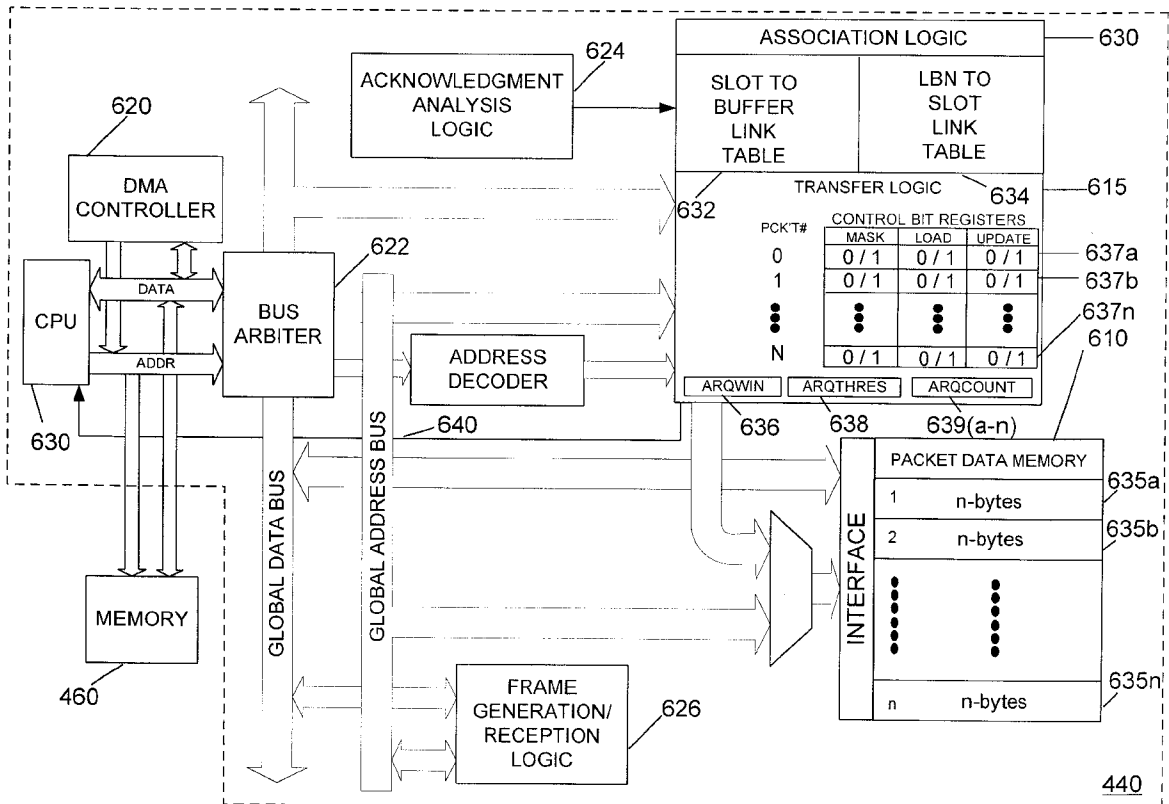 ASSOCIATION LOGIC
630
SLOT TO
BUFFER
LINK
TABLE
LBN TO
SLOT
LINK
TABLE
624
ACKNOWLEDGMENT
ANALYSIS
LOGIC
620
DMA
CONTROLLER
632
TRANSFER LOGIC
634
615
PCK'T#
CONTROL BIT REGISTERS
MASK
LOAD
UPDATE
0
0 / 1
0 / 1
0 / 1
637a
1
0 / 1
0 / 1
0 / 1
637b
637n
N
0 / 1
0 / 1
0 / 1
610
622
CPU
DATA
ADDR
BUS
ARBITER
ADDRESS
DECODER
ARQWIN
ARQTHRES
ARQCOUNT
630
640
636
638
639(a-n)
GLOBAL DATA BUS
GLOBAL ADDRESS BUS
INTERFACE
PACKET DATA MEMORY
1
n-bytes
635a
2
n-bytes
635b
n
n-bytes
635n
MEMORY
460
FRAME
GENERATION/
RECEPTION
LOGIC
626
440